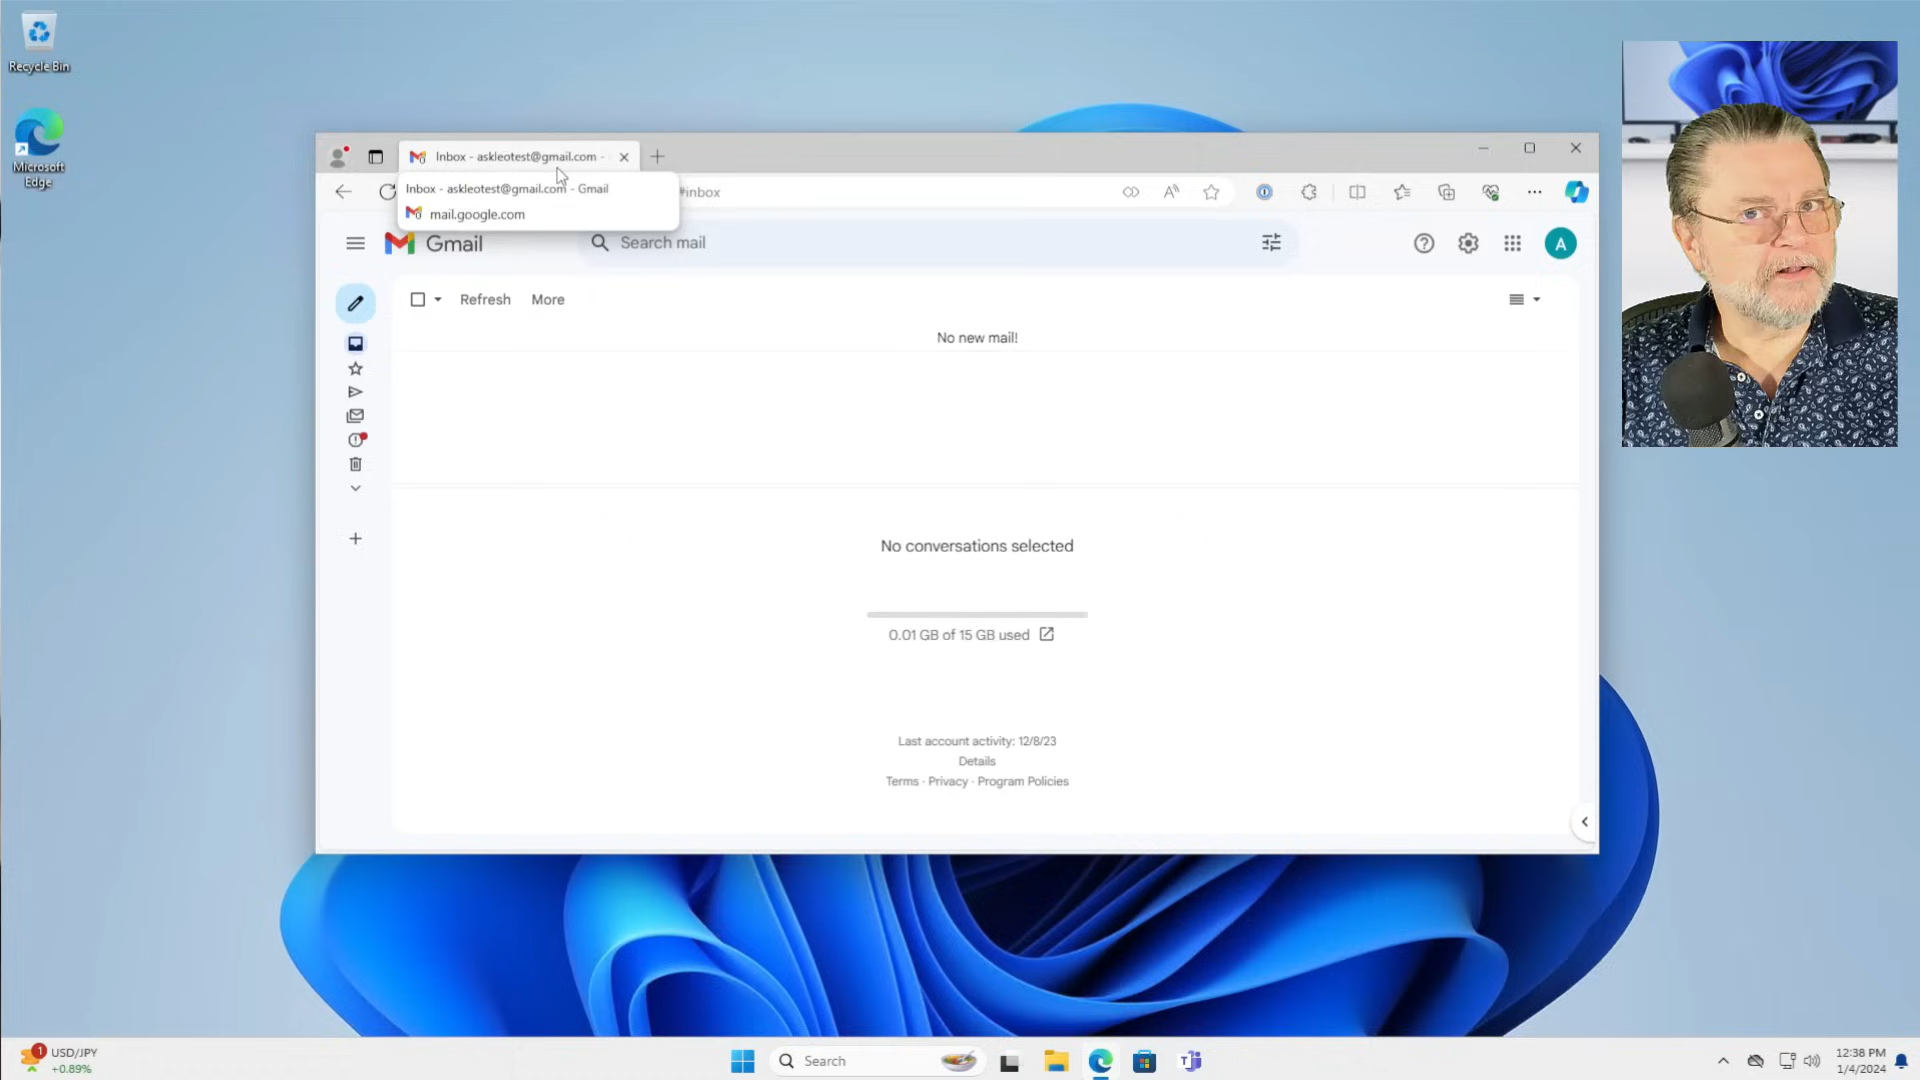 Recycle Bin
Microsoft
Edge
Inbox - askleotest@gmail.com -
Inbox - askleotest@gmail.com - Gmail
mail.google.com
#inbox
Gmail
Search mail
A
Refresh
More
No new mail!
No conversations selected
0.01 GB of 15 GB used
Last account activity: 12/8/23
Details
Terms · Privacy · Program Policies
1
USD/JPY
+0.89%
Search
12:38 PM
1/4/2024